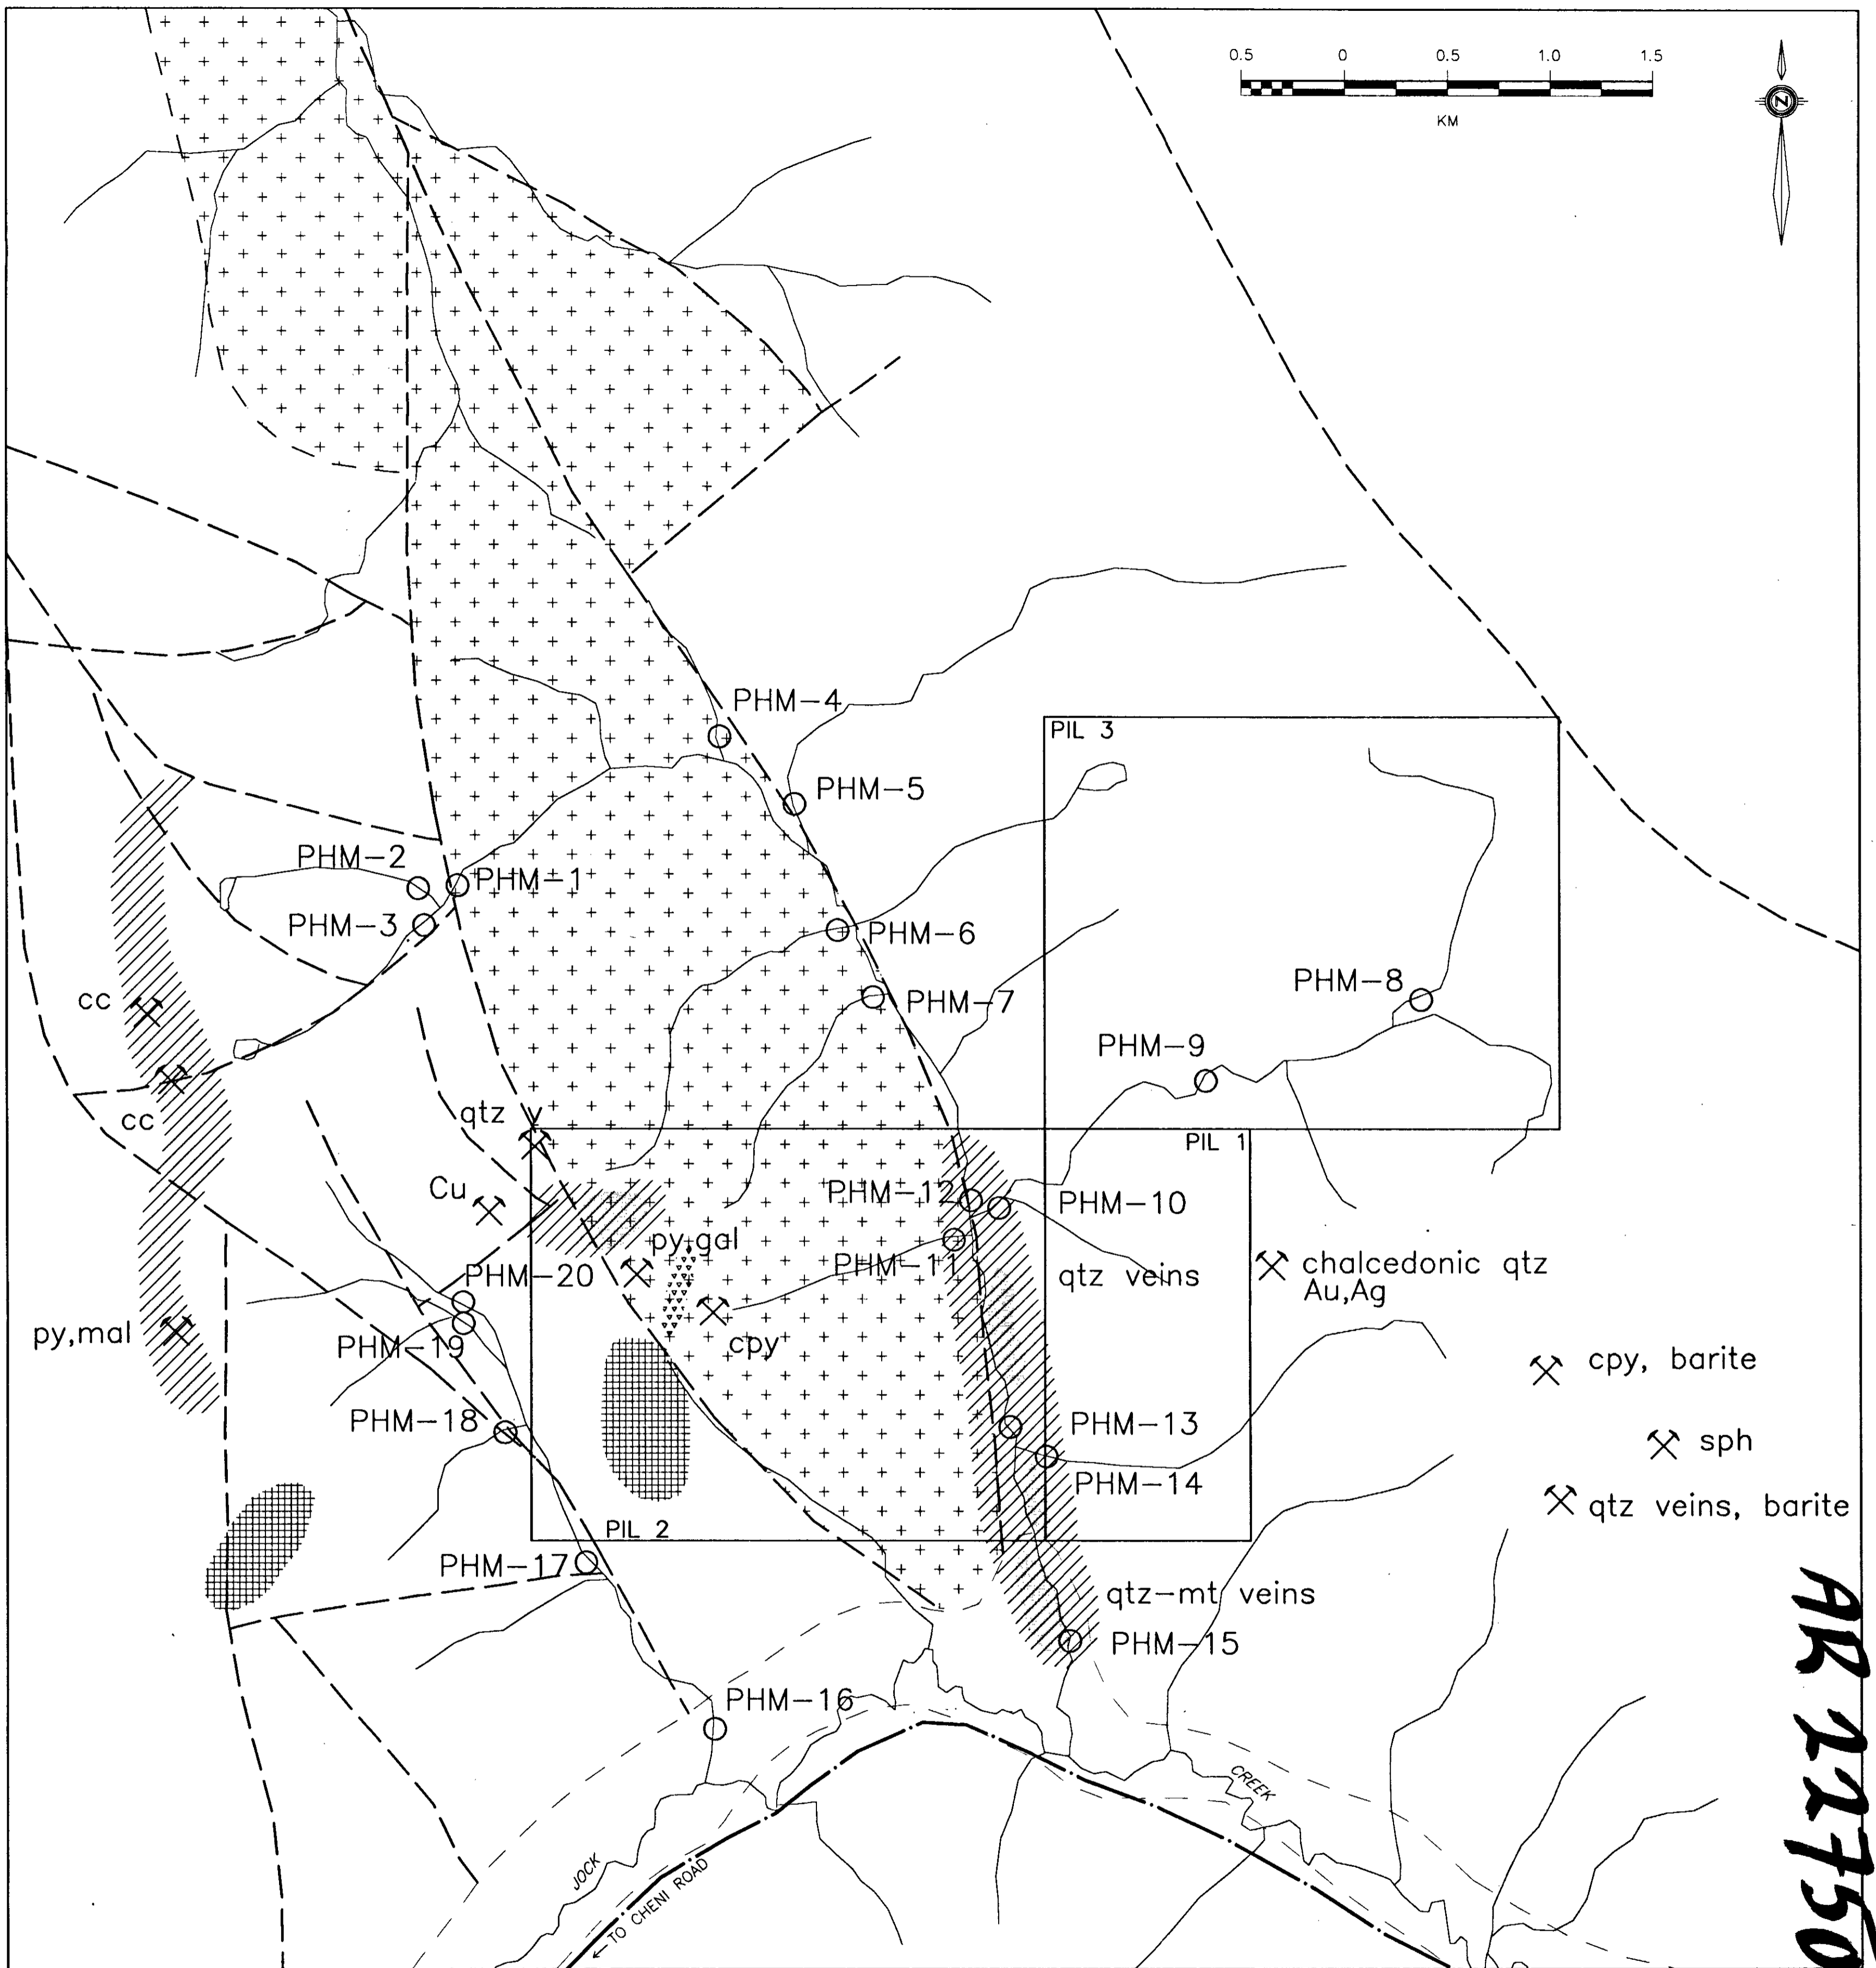 0.5 0 0.5 1.0 1.5
KM
N
PHM-4
PIL 3
PHM-5
PHM-2
PHM-1
PHM-3
PHM-6
PHM-8
cc
PHM-7
PHM-9
cc
qtz v
PIL 1
Cu
PHM-12
PHM-10
py,gal
PHM-11
qtz veins
chalcedonic qtz
Au,Ag
PHM-20
py,mal
PHM-19
cpy
cpy, barite
PHM-18
PHM-13
sph
PHM-14
qtz veins, barite
PIL 2
PHM-17
qtz-mt veins
PHM-15
PHM-16
CREEK
JOCK
← TO CHENI ROAD
AR 22750